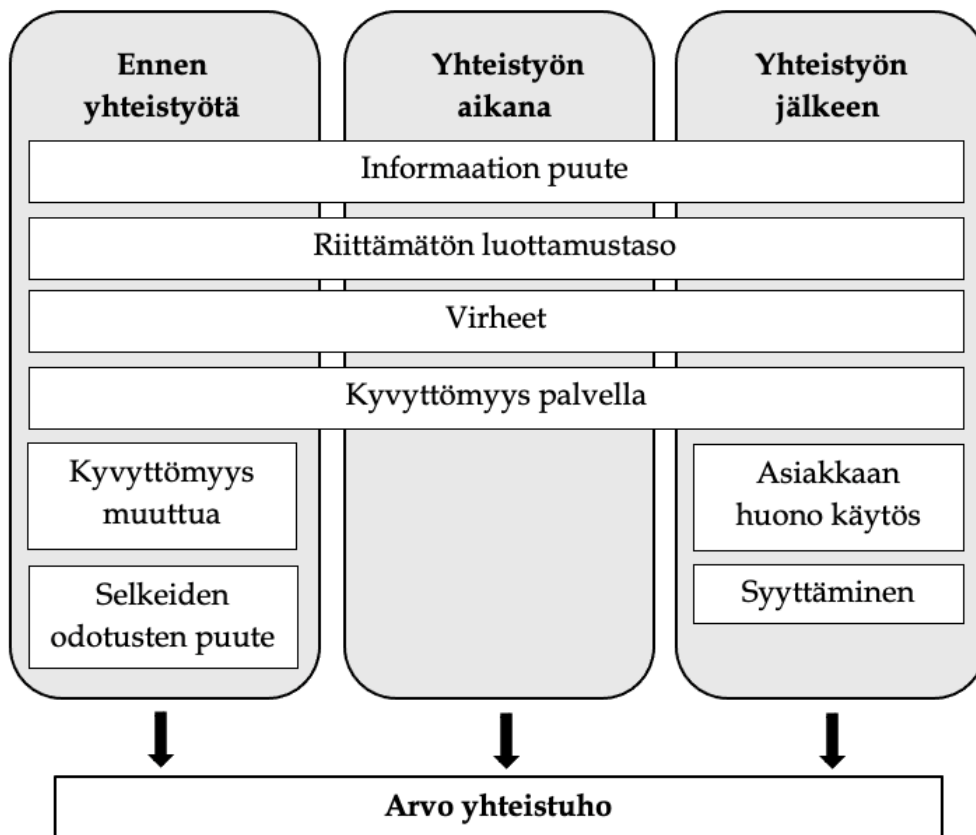 Ennen
yhteistyötä
Yhteistyön
aikana
Yhteistyön
jälkeen
Informaation puute
Riittämätön luottamustaso
Virheet
Kyvyttömyys palvella
Kyvyttömyys
muuttua
Asiakkaan
huono käytös
Selkeiden
odotusten puute
Syyttäminen
Arvo yhteistuho